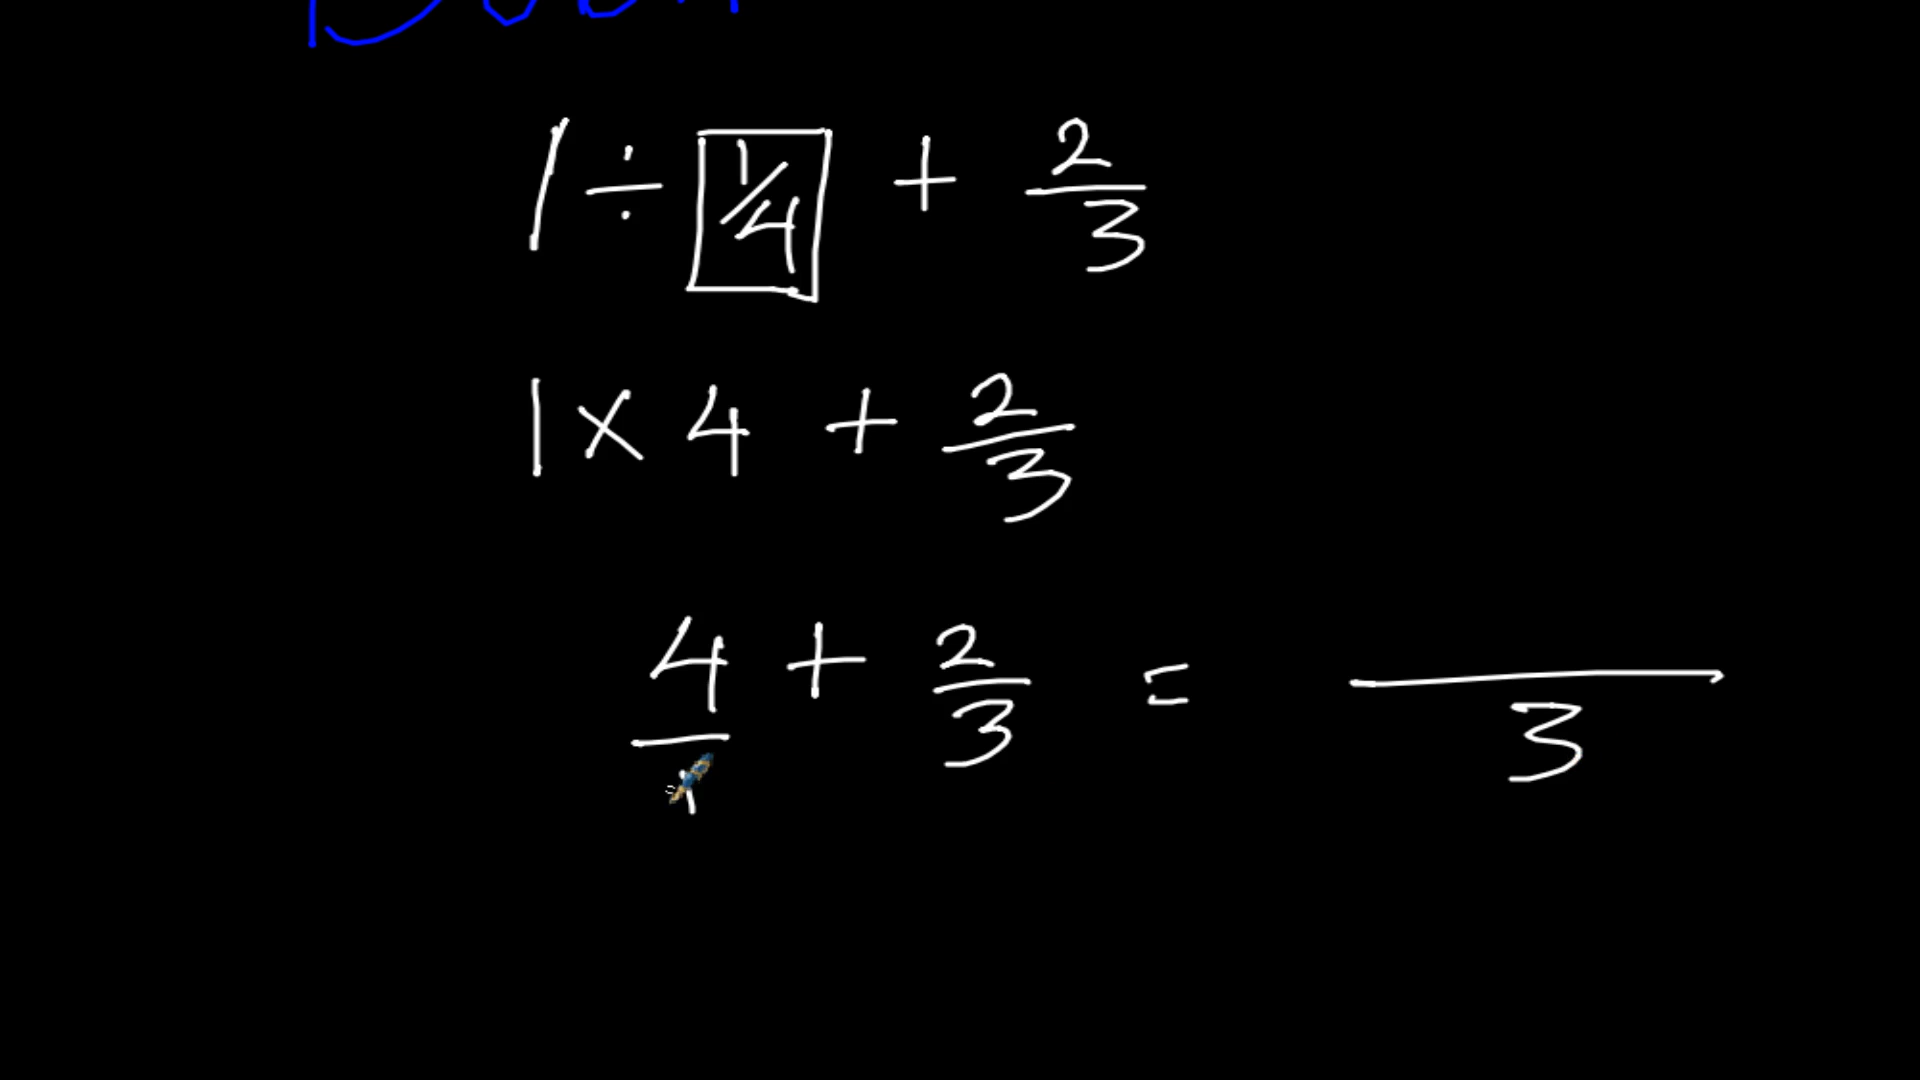 1 ÷ 1/4 + 2/3
1 × 4 + 2/3
4/1 + 2/3 = /3